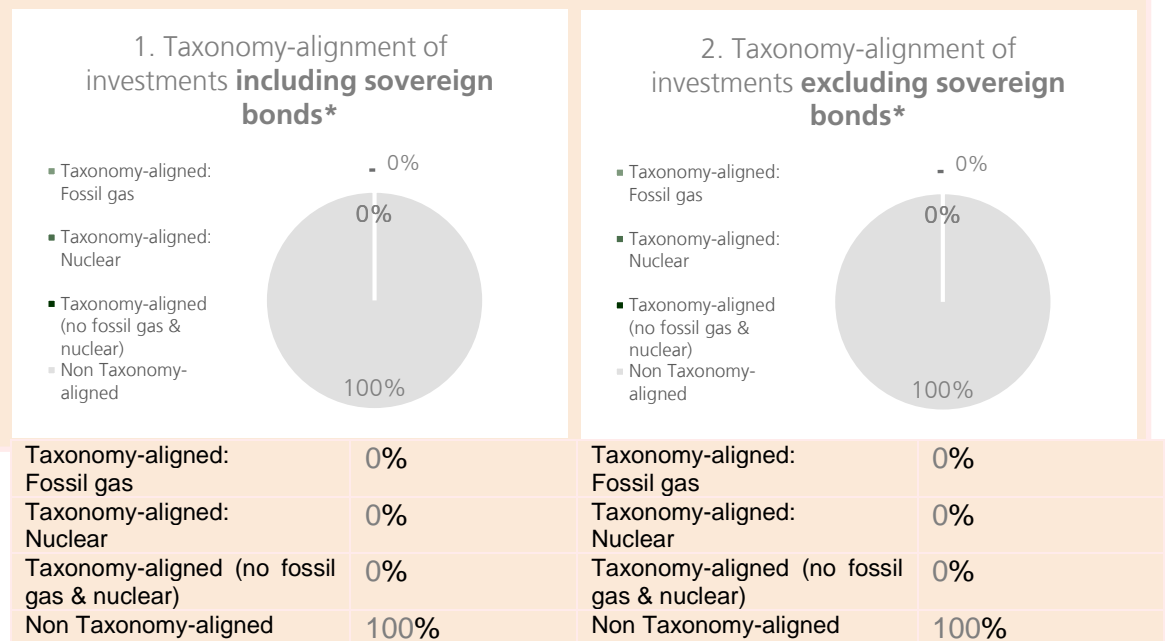 1. Taxonomy-alignment of
investments including sovereign
bonds*
Taxonomy-aligned:
Fossil gas
Taxonomy-aligned:
Nuclear
Taxonomy-aligned
(no fossil gas &
nuclear)
Non Taxonomy-
aligned
- 0%
0%
100%
2. Taxonomy-alignment of
investments excluding sovereign
bonds*
Taxonomy-aligned:
Fossil gas
Taxonomy-aligned:
Nuclear
Taxonomy-aligned
(no fossil gas &
nuclear)
Non Taxonomy-
aligned
- 0%
0%
100%
Taxonomy-aligned: 0% Taxonomy-aligned: 0%
Fossil gas Fossil gas
Taxonomy-aligned: 0% Taxonomy-aligned: 0%
Nuclear Nuclear
Taxonomy-aligned (no fossil 0% Taxonomy-aligned (no fossil 0%
gas & nuclear) gas & nuclear)
Non Taxonomy-aligned 100% Non Taxonomy-aligned 100%